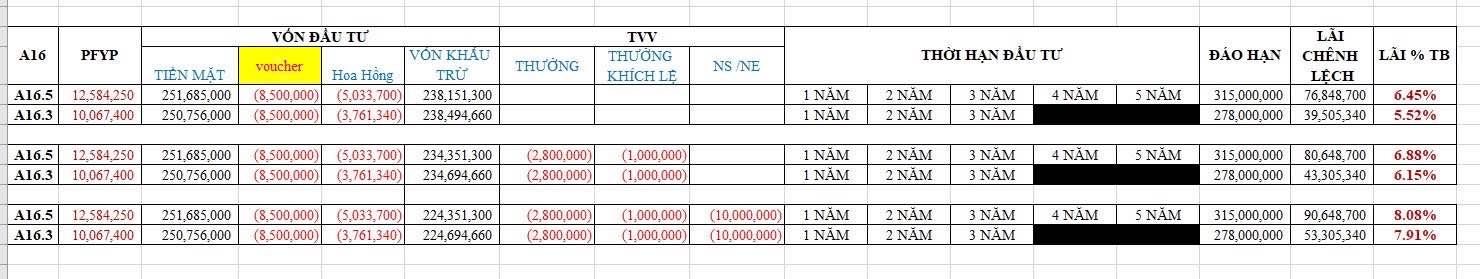 A16 PFYP VỐN ĐẦU TƯ TVV THỜI HẠN ĐẦU TƯ ĐÁO HẠN LÃI CHÊNH LỆCH LÃI % TB
TIỀN MẶT voucher Hoa Hồng VỐN KHẤU TRỪ THƯỞNG THƯỞNG KHÍCH LỆ NS /NE
A16.5 12,584,250 251,685,000 (8,500,000) (5,033,700) 238,151,300 1 NĂM 2 NĂM 3 NĂM 4 NĂM 5 NĂM 315,000,000 76,848,700 6.45%
A16.3 10,067,400 250,756,000 (8,500,000) (3,761,340) 238,494,660 1 NĂM 2 NĂM 3 NĂM 278,000,000 39,505,340 5.52%
A16.5 12,584,250 251,685,000 (8,500,000) (5,033,700) 234,351,300 (2,800,000) (1,000,000) 1 NĂM 2 NĂM 3 NĂM 4 NĂM 5 NĂM 315,000,000 80,648,700 6.88%
A16.3 10,067,400 250,756,000 (8,500,000) (3,761,340) 234,694,660 (2,800,000) (1,000,000) 1 NĂM 2 NĂM 3 NĂM 278,000,000 43,305,340 6.15%
A16.5 12,584,250 251,685,000 (8,500,000) (5,033,700) 224,351,300 (2,800,000) (1,000,000) (10,000,000) 1 NĂM 2 NĂM 3 NĂM 4 NĂM 5 NĂM 315,000,000 90,648,700 8.08%
A16.3 10,067,400 250,756,000 (8,500,000) (3,761,340) 224,694,660 (2,800,000) (1,000,000) (10,000,000) 1 NĂM 2 NĂM 3 NĂM 278,000,000 53,305,340 7.91%